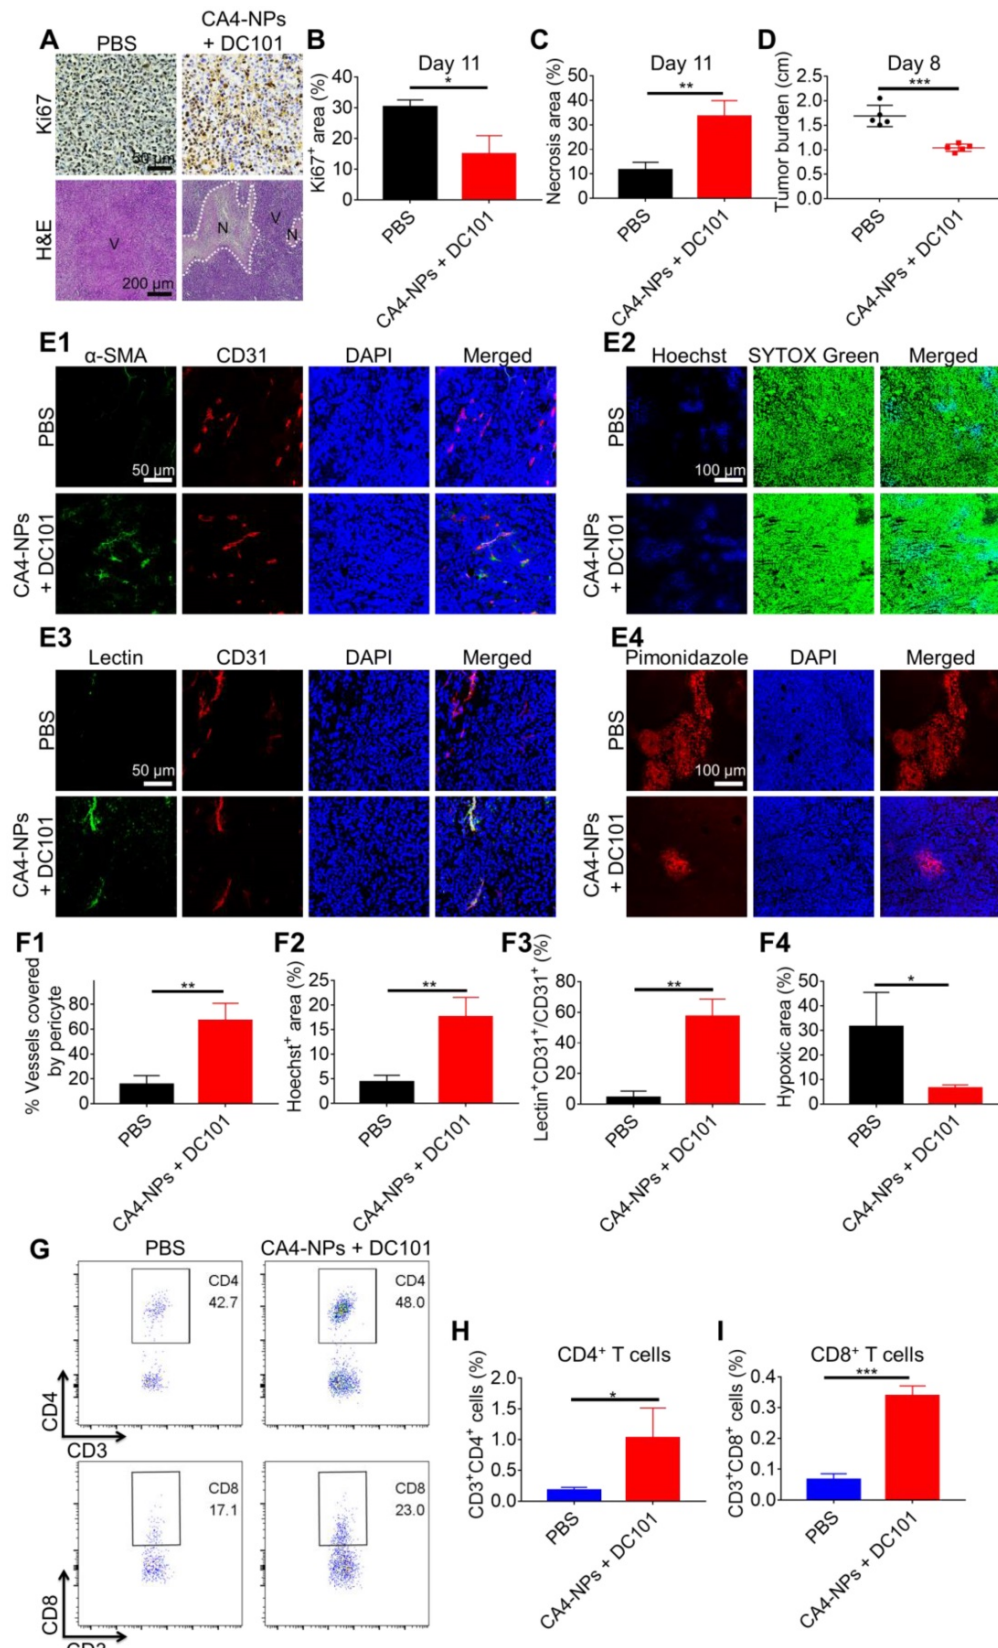 A
PBS
CA4-NPs
+ DC101
Ki67
50 µm
H&E
V
200 µm
N
V
N
B
Day 11
*
Ki67⁺ area (%)
40
30
20
10
0
PBS
CA4-NPs + DC101
C
Day 11
**
Necrosis area (%)
50
40
30
20
10
0
PBS
CA4-NPs + DC101
D
Day 8
***
Tumor burden (cm)
2.5
2.0
1.5
1.0
0.5
0.0
PBS
CA4-NPs + DC101
E1
α-SMA
CD31
DAPI
Merged
PBS
50 µm
CA4-NPs
+ DC101
E2
Hoechst
SYTOX Green
Merged
PBS
100 µm
CA4-NPs
+ DC101
E3
Lectin
CD31
DAPI
Merged
PBS
50 µm
CA4-NPs
+ DC101
E4
Pimonidazole
DAPI
Merged
PBS
100 µm
CA4-NPs
+ DC101
F1
% Vessels covered
by pericyte
**
80
60
40
20
0
PBS
CA4-NPs + DC101
F2
Hoechst⁺ area (%)
**
25
20
15
10
5
0
PBS
CA4-NPs + DC101
F3
Lectin⁺CD31⁺/CD31⁺ (%)
**
80
60
40
20
0
PBS
CA4-NPs + DC101
F4
Hypoxic area (%)
*
50
40
30
20
10
0
PBS
CA4-NPs + DC101
G
PBS
CA4-NPs + DC101
CD4
42.7
CD4
48.0
CD4
CD3
CD8
17.1
CD8
23.0
CD8
CD3
H
CD4⁺ T cells
*
CD3⁺CD4⁺ cells (%)
2.0
1.5
1.0
0.5
0.0
PBS
CA4-NPs + DC101
I
CD8⁺ T cells
***
CD3⁺CD8⁺ cells (%)
0.4
0.3
0.2
0.1
0.0
PBS
CA4-NPs + DC101